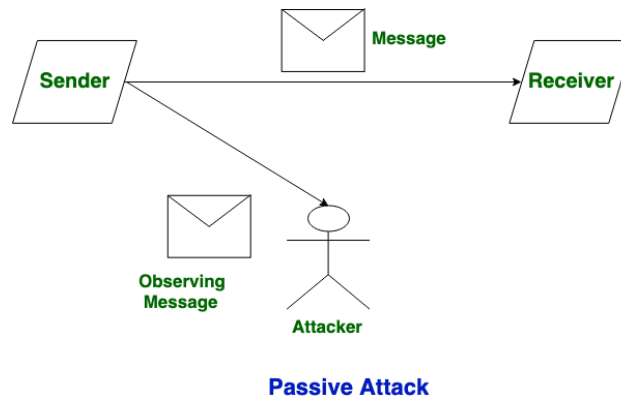 Message
Sender
Receiver
Observing
Message
Attacker
Passive Attack